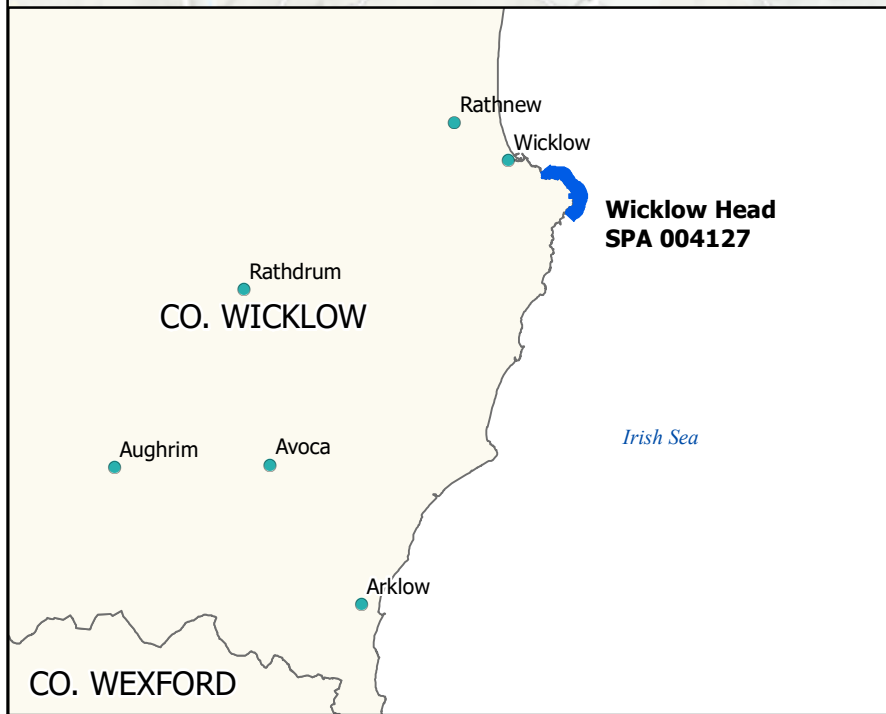 Rathnew
Wicklow
Wicklow Head
SPA 004127
Rathdrum
CO. WICKLOW
Irish Sea
Aughrim
Avoca
Arklow
CO. WEXFORD